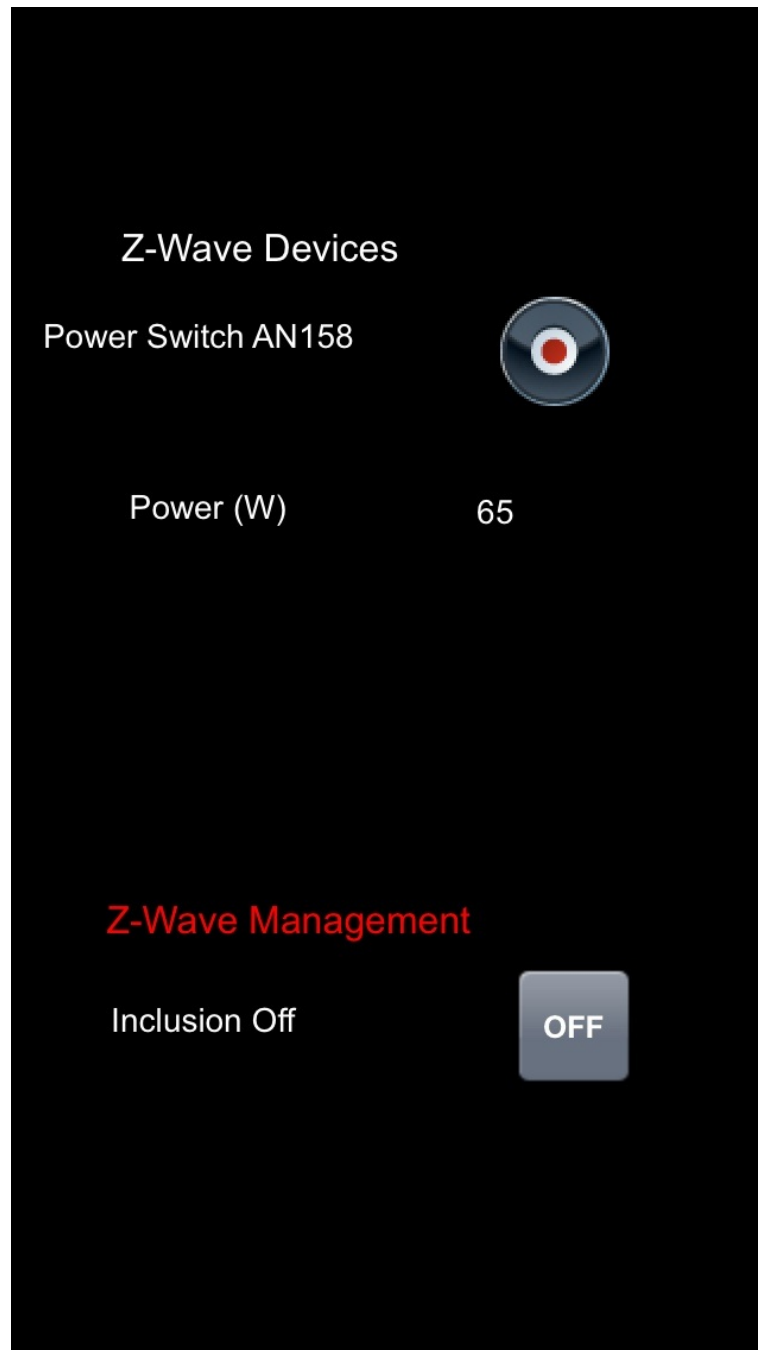 Z-Wave Devices
Power Switch AN158
Power (W) 65
Z-Wave Management
Inclusion Off OFF